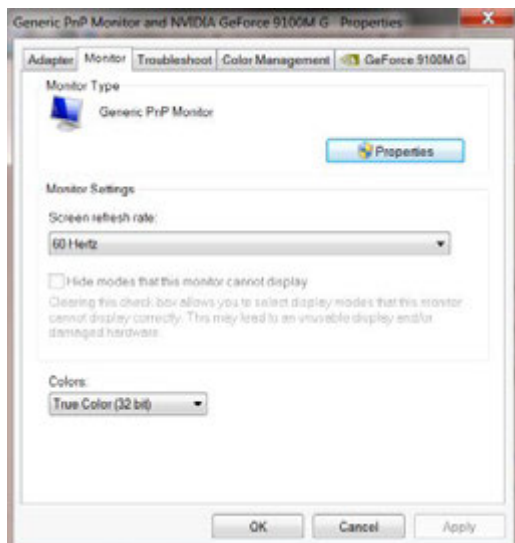 Generic PnP Monitor and NVIDIA GeForce 9100M G Properties
Adapter Monitor Troubleshoot Color Management GeForce 9100M G
Monitor Type
Generic PnP Monitor
Properties
Monitor Settings
Screen refresh rate:
60 Hertz
Hide modes that this monitor cannot display
Clearing this check box allows you to select display modes that this monitor
cannot display correctly. This may lead to an unusable display and/or
damaged hardware.
Colors:
True Color (32 bit)
OK Cancel Apply